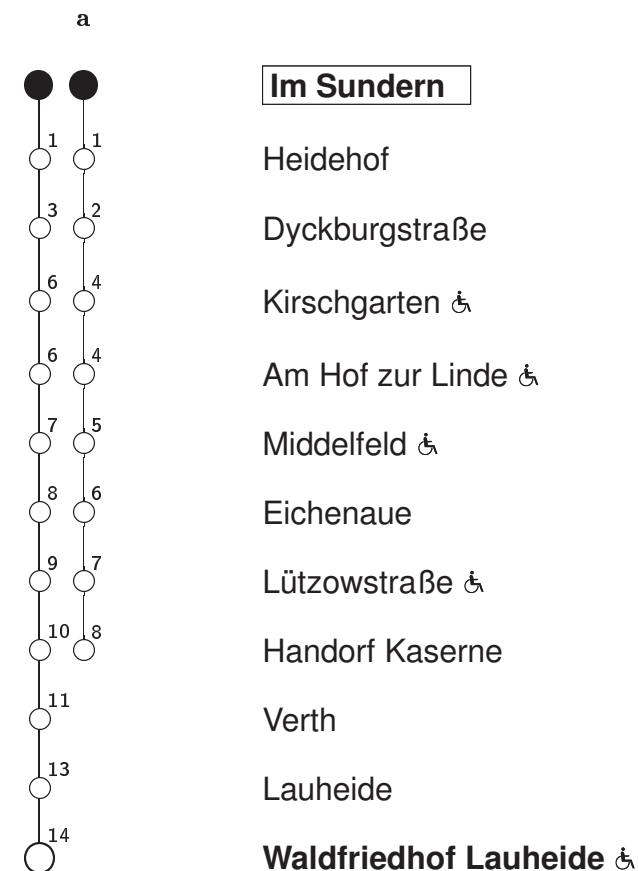 a
Im Sundern
1 1 Heidehof
3 2 Dyckburgstraße
6 4 Kirschgarten
6 4 Am Hof zur Linde
7 5 Middelfeld
8 6 Eichenaue
9 7 Lützowstraße
10 8 Handorf Kaserne
11 Verth
13 Lauheide
14 Waldfriedhof Lauheide